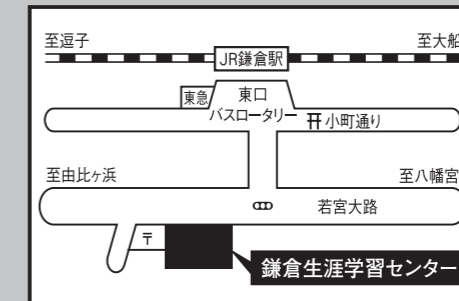 至逗子
至大船
JR鎌倉駅
東急
東口
バスロータリー
小町通り
至由比ヶ浜
至八幡宮
若宮大路
〒
鎌倉生涯学習センター